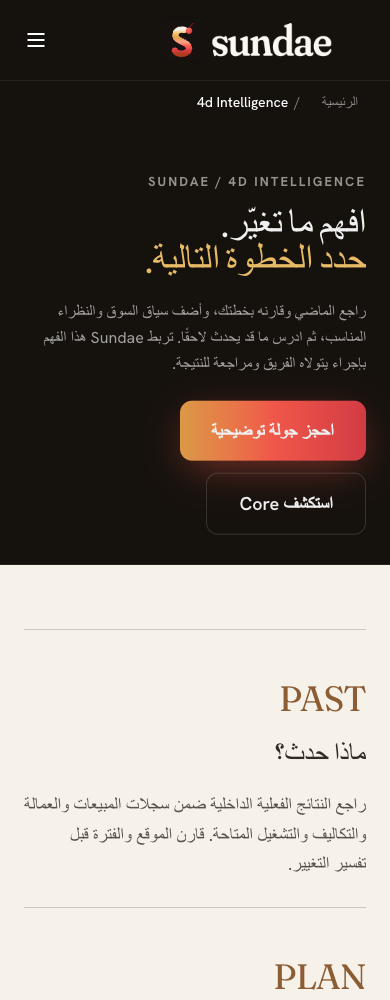 sundae
الرئيسية / 4d Intelligence
SUNDAE / 4D INTELLIGENCE
افهم ما تغيّر.
حدد الخطوة التالية.
راجع الماضي وقارنه بخطتك، وأضف سياق السوق والنظراء
المناسب، ثم ادرس ما قد يحدث لاحقًا. تربط Sundae هذا الفهم
بإجراء يتولاه الفريق ومراجعة للنتيجة.
احجز جولة توضيحية
استكشف Core
PAST
ماذا حدث؟
راجع النتائج الفعلية الداخلية ضمن سجلات المبيعات والعمالة
والتكاليف والتشغيل المتاحة. قارن الموقع والفترة قبل
تفسير التغيير.
PLAN